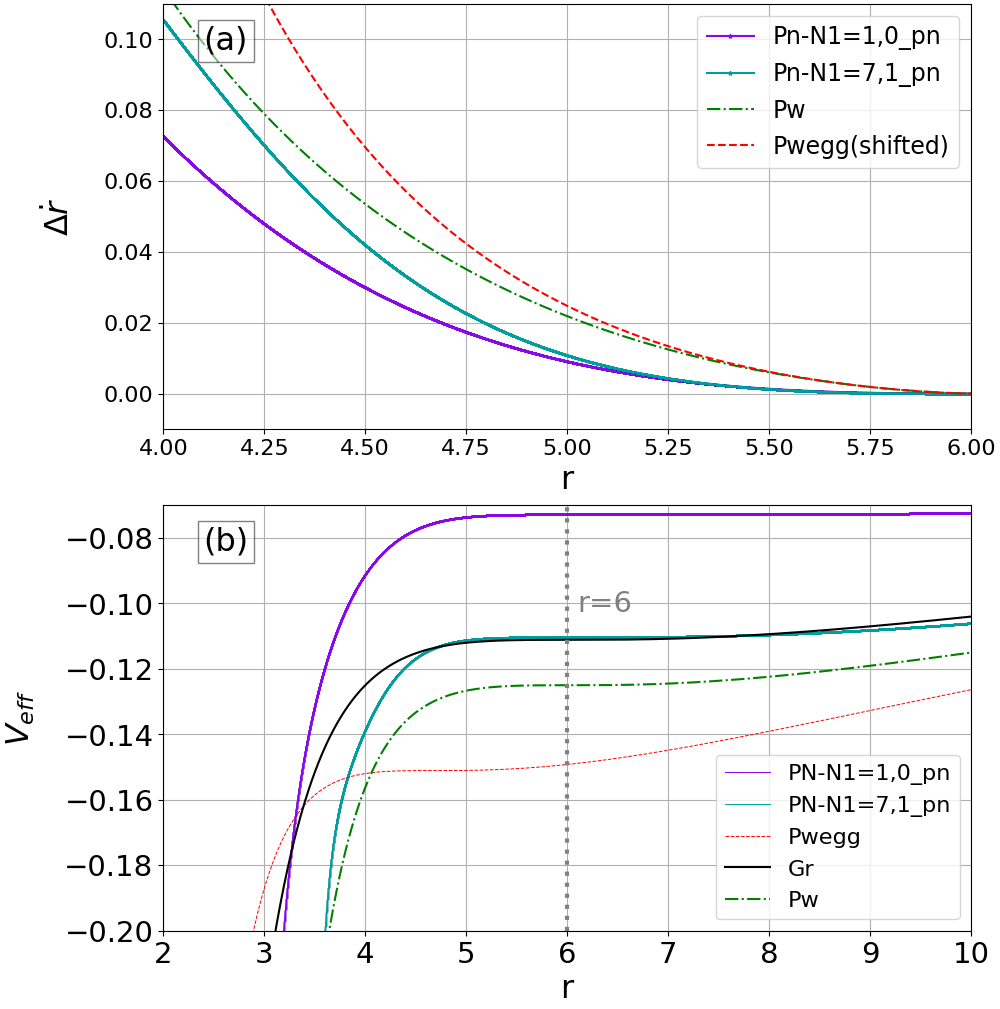 (a)
Pn-N1=1,0_pn
Pn-N1=7,1_pn
Pw
Pwegg(shifted)
0.10
0.08
0.06
0.04
0.02
0.00
Δṙ
4.00 4.25 4.50 4.75 5.00 5.25 5.50 5.75 6.00
r
(b)
r=6
−0.08
−0.10
−0.12
−0.14
−0.16
−0.18
−0.20
V_{eff}
PN-N1=1,0_pn
PN-N1=7,1_pn
Pwegg
Gr
Pw
2 3 4 5 6 7 8 9 10
r